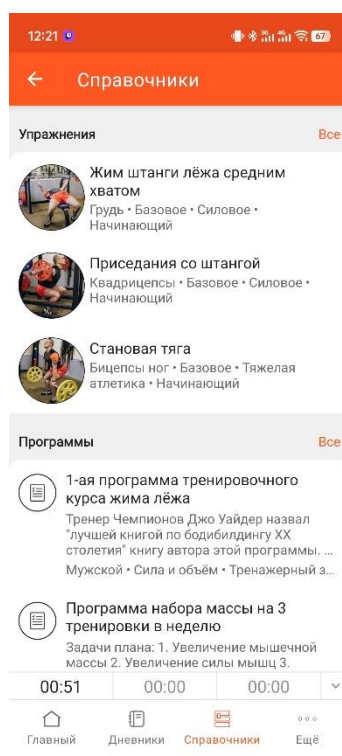 12:21
67
Справочники
Упражнения
Все
Жим штанги лёжа средним
хватом
Грудь • Базовое • Силовое •
Начинающий
Приседания со штангой
Квадрицепсы • Базовое • Силовое •
Начинающий
Становая тяга
Бицепсы ног • Базовое • Тяжелая
атлетика • Начинающий
Программы
Все
1-ая программа тренировочного
курса жима лёжа
Тренер Чемпионов Джо Уайдер назвал
"лучшей книгой по бодибилдингу XX
столетия" книгу автора этой программы. ...
Мужской • Сила и объём • Тренажерный з...
Программа набора массы на 3
тренировки в неделю
Задачи плана: 1. Увеличение мышечной
массы 2. Увеличение силы мышц 3.
00:51
00:00
00:00
Главный
Дневники
Справочники
Ещё